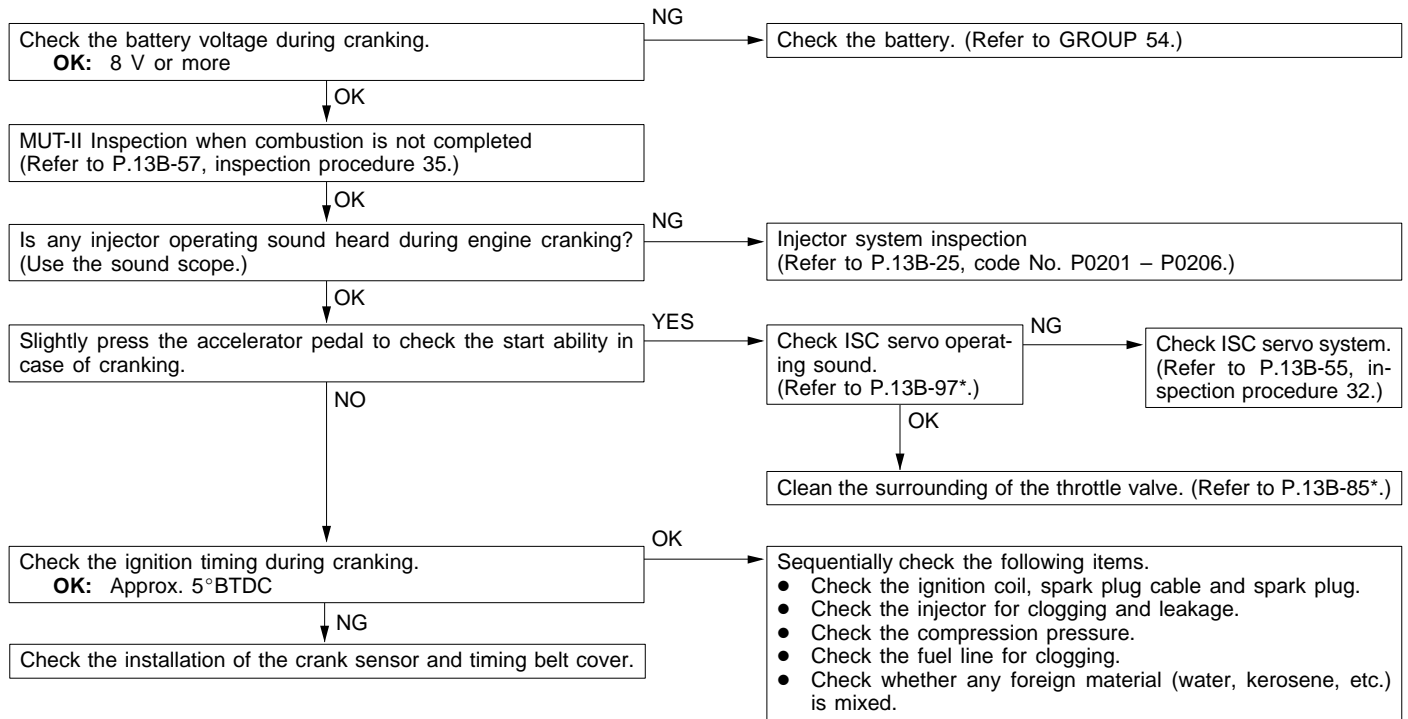 NG
Check the battery voltage during cranking.
OK: 8 V or more
Check the battery. (Refer to GROUP 54.)
OK
MUT-II Inspection when combustion is not completed
(Refer to P.13B-57, inspection procedure 35.)
OK
NG
Is any injector operating sound heard during engine cranking?
(Use the sound scope.)
Injector system inspection
(Refer to P.13B-25, code No. P0201 – P0206.)
OK
YES
Slightly press the accelerator pedal to check the start ability in
case of cranking.
Check ISC servo operat-
ing sound.
(Refer to P.13B-97*.)
NG
Check ISC servo system.
(Refer to P.13B-55, in-
spection procedure 32.)
NO
OK
Clean the surrounding of the throttle valve. (Refer to P.13B-85*.)
Check the ignition timing during cranking.
OK: Approx. 5°BTDC
OK
Sequentially check the following items.
● Check the ignition coil, spark plug cable and spark plug.
● Check the injector for clogging and leakage.
● Check the compression pressure.
● Check the fuel line for clogging.
● Check whether any foreign material (water, kerosene, etc.)
is mixed.
NG
Check the installation of the crank sensor and timing belt cover.